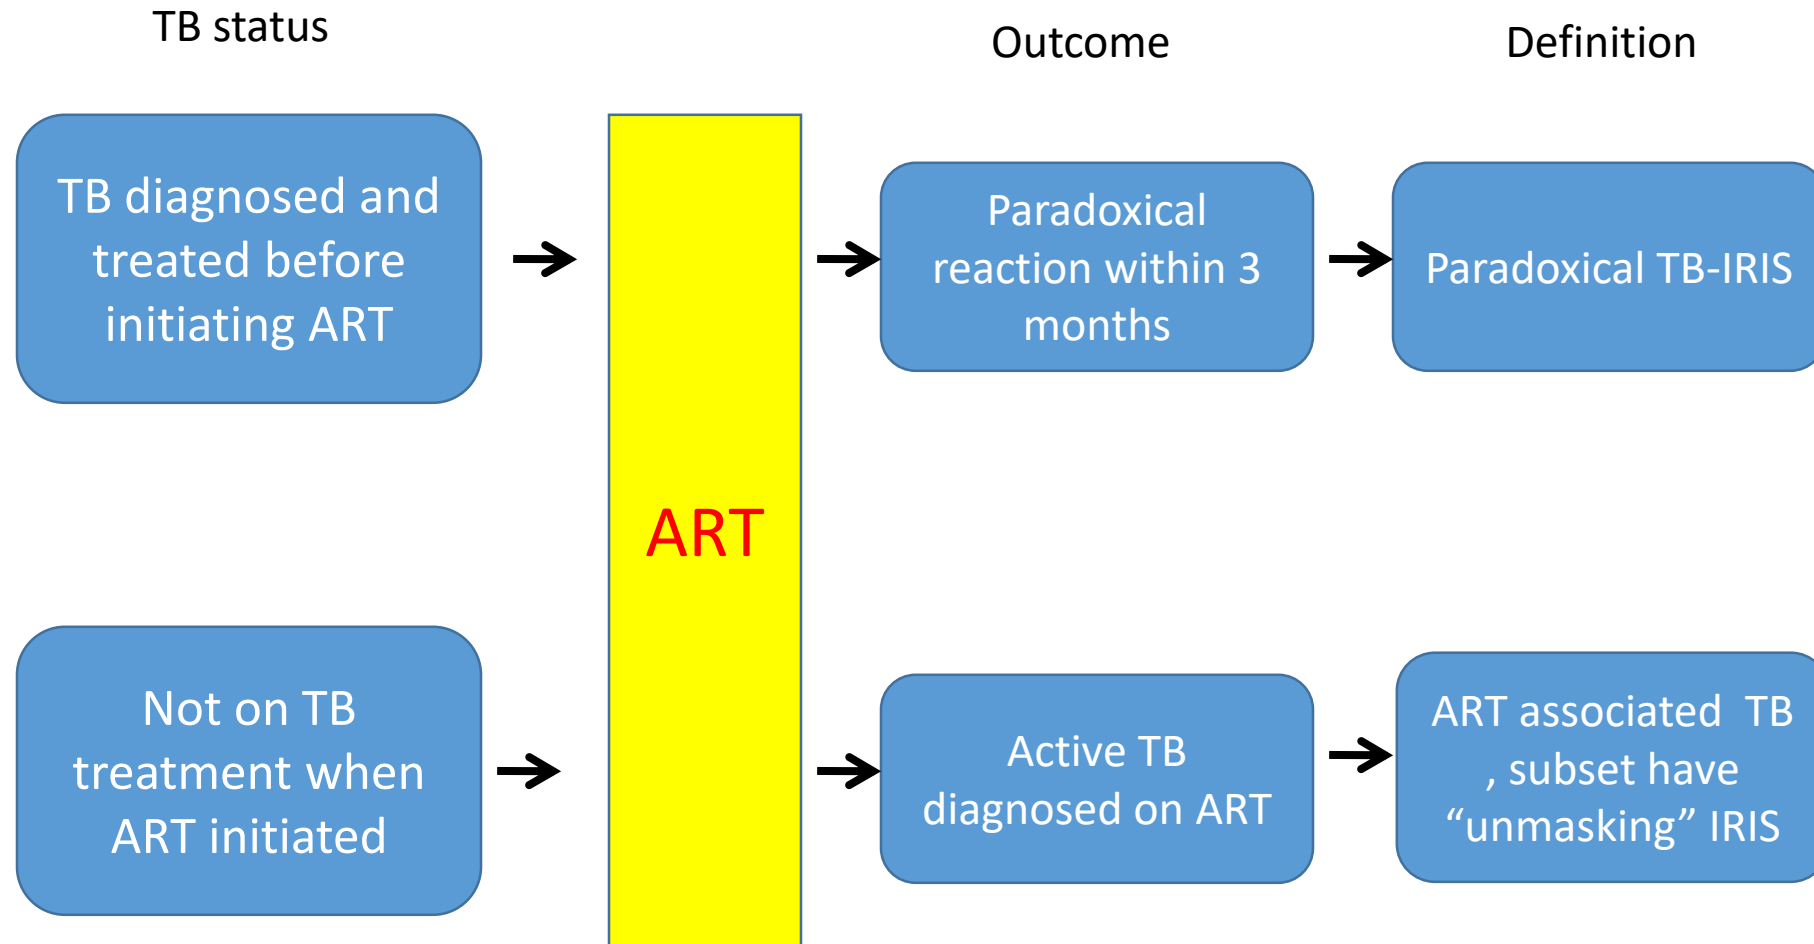 TB status
Outcome
Definition
TB diagnosed and
treated before
initiating ART
Paradoxical
reaction within 3
months
Paradoxical TB-IRIS
ART
Not on TB
treatment when
ART initiated
Active TB
diagnosed on ART
ART associated  TB
, subset have
“unmasking” IRIS